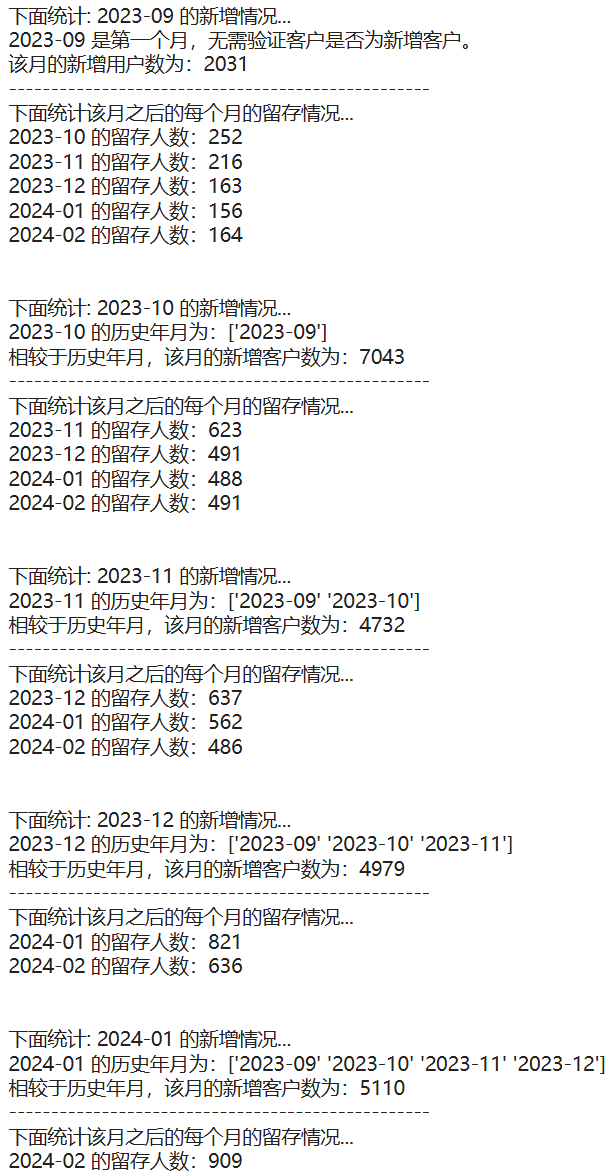 下面统计: 2023-09 的新增情况...
2023-09 是第一个月，无需验证客户是否为新增客户。
该月的新增用户数为：2031
--------------------------------------------------
下面统计该月之后的每个月的留存情况...
2023-10 的留存人数：252
2023-11 的留存人数：216
2023-12 的留存人数：163
2024-01 的留存人数：156
2024-02 的留存人数：164
下面统计: 2023-10 的新增情况...
2023-10 的历史年月为：['2023-09']
相较于历史年月，该月的新增客户数为：7043
--------------------------------------------------
下面统计该月之后的每个月的留存情况...
2023-11 的留存人数：623
2023-12 的留存人数：491
2024-01 的留存人数：488
2024-02 的留存人数：491
下面统计: 2023-11 的新增情况...
2023-11 的历史年月为：['2023-09' '2023-10']
相较于历史年月，该月的新增客户数为：4732
--------------------------------------------------
下面统计该月之后的每个月的留存情况...
2023-12 的留存人数：637
2024-01 的留存人数：562
2024-02 的留存人数：486
下面统计: 2023-12 的新增情况...
2023-12 的历史年月为：['2023-09' '2023-10' '2023-11']
相较于历史年月，该月的新增客户数为：4979
--------------------------------------------------
下面统计该月之后的每个月的留存情况...
2024-01 的留存人数：821
2024-02 的留存人数：636
下面统计: 2024-01 的新增情况...
2024-01 的历史年月为：['2023-09' '2023-10' '2023-11' '2023-12']
相较于历史年月，该月的新增客户数为：5110
--------------------------------------------------
下面统计该月之后的每个月的留存情况...
2024-02 的留存人数：909